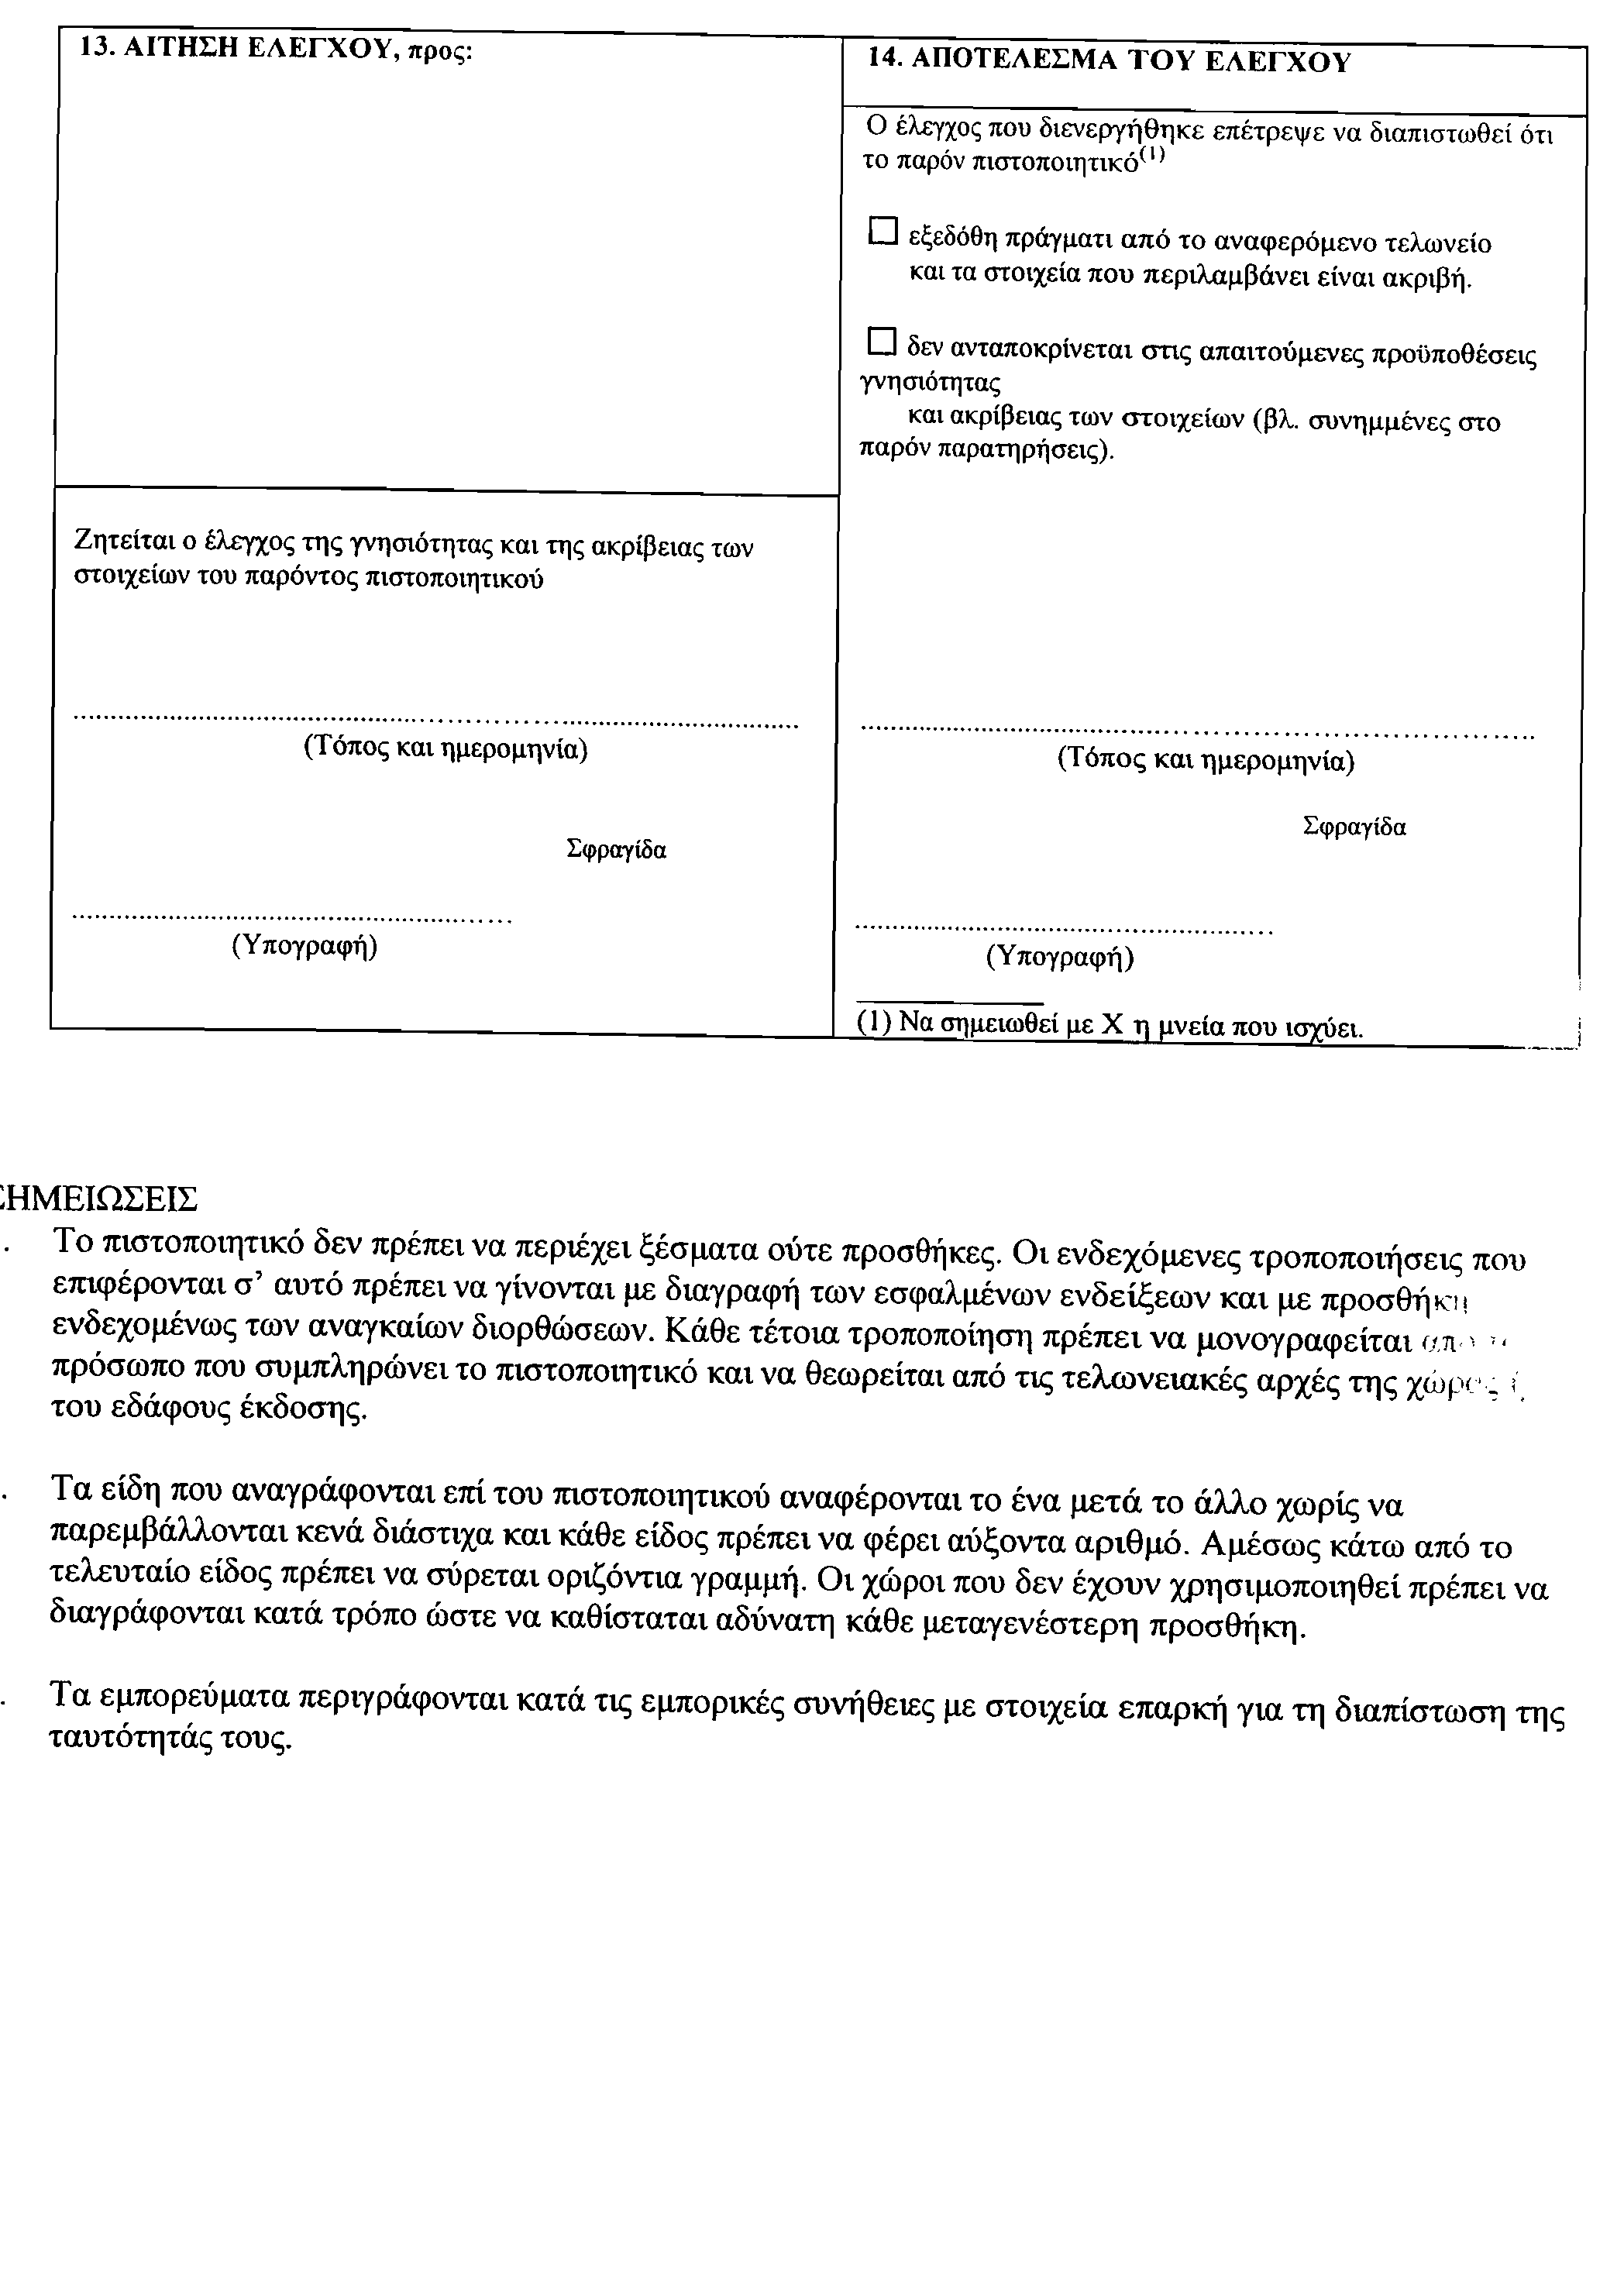 13. ΑΙΤΗΣΗ ΕΛΕΓΧΟΥ, προς:
Ζητείται ο έλεγχος της γνησιότητας και της ακρίβειας των
στοιχείων του παρόντος πιστοποιητικού
(Τόπος και ημερομηνία)
Σφραγίδα
(Υπογραφή)
14. ΑΠΟΤΕΛΕΣΜΑ ΤΟΥ ΕΛΕΓΧΟΥ
Ο έλεγχος που διενεργήθηκε επέτρεψε να διαπιστωθεί ότι
το παρόν πιστοποιητικό(1)
☐ εξεδόθη πράγματι από το αναφερόμενο τελωνείο
και τα στοιχεία που περιλαμβάνει είναι ακριβή.
☐ δεν ανταποκρίνεται στις απαιτούμενες προϋποθέσεις
γνησιότητας
και ακρίβειας των στοιχείων (βλ. συνημμένες στο
παρόν παρατηρήσεις).
(Τόπος και ημερομηνία)
Σφραγίδα
(Υπογραφή)
(1) Να σημειωθεί με Χ η μνεία που ισχύει.
ΣΗΜΕΙΩΣΕΙΣ
. Το πιστοποιητικό δεν πρέπει να περιέχει ξέσματα ούτε προσθήκες. Οι ενδεχόμενες τροποποιήσεις που
επιφέρονται σ’ αυτό πρέπει να γίνονται με διαγραφή των εσφαλμένων ενδείξεων και με προσθήκη
ενδεχομένως των αναγκαίων διορθώσεων. Κάθε τέτοια τροποποίηση πρέπει να μονογραφείται
πρόσωπο που συμπληρώνει το πιστοποιητικό και να θεωρείται από τις τελωνειακές αρχές της
του εδάφους έκδοσης.
. Τα είδη που αναγράφονται επί του πιστοποιητικού αναφέρονται το ένα μετά το άλλο χωρίς να
παρεμβάλλονται κενά διάστιχα και κάθε είδος πρέπει να φέρει αύξοντα αριθμό. Αμέσως κάτω από το
τελευταίο είδος πρέπει να σύρεται οριζόντια γραμμή. Οι χώροι που δεν έχουν χρησιμοποιηθεί πρέπει να
διαγράφονται κατά τρόπο ώστε να καθίσταται αδύνατη κάθε μεταγενέστερη προσθήκη.
. Τα εμπορεύματα περιγράφονται κατά τις εμπορικές συνήθειες με στοιχεία επαρκή για τη διαπίστωση της
ταυτότητάς τους.